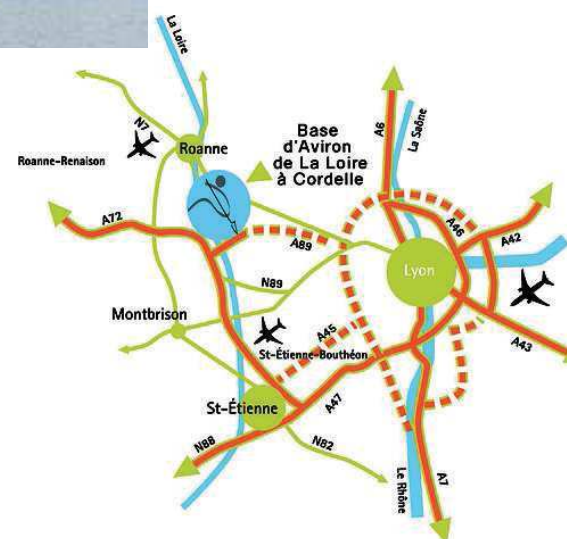 La Loire
N7
Roanne-Renaison
Roanne
Base
d'Aviron
de La Loire
à Cordelle
A6
La Saône
A72
A89
A46
A42
Lyon
N89
Montbrison
A45
St-Étienne-Bouthéon
A43
St-Étienne
A47
N88
N82
Le Rhône
A7